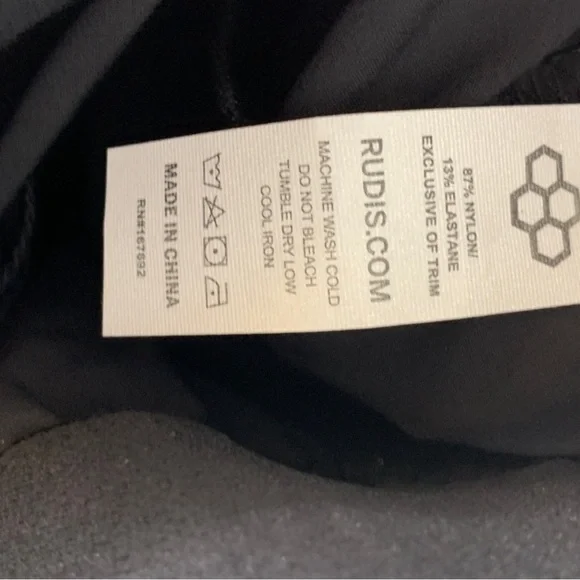 87% NYLON/
13% ELASTANE
EXCLUSIVE OF TRIM
RUDIS.COM
MACHINE WASH COLD
DO NOT BLEACH
TUMBLE DRY LOW
COOL IRON
MADE IN CHINA
RN#167692